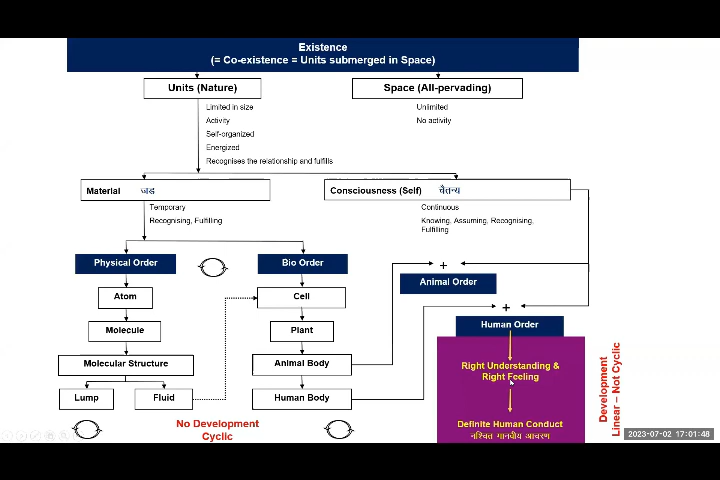 Existence
(= Co-existence = Units submerged in Space)
Units (Nature)
Space (All-pervading)
Limited in size
Activity
Self-organized
Energized
Recognises the relationship and fulfills
Unlimited
No activity
Material जड़
Consciousness (Self) चैतन्य
Temporary
Recognising, Fulfilling
Continuous
Knowing, Assuming, Recognising,
Fulfilling
Physical Order
Bio Order
+
Animal Order
Atom
Cell
+
Human Order
Molecule
Plant
Molecular Structure
Animal Body
Right Understanding &
Right Feeling
Lump
Fluid
Human Body
No Development
Cyclic
Definite Human Conduct
निश्चित मानवीय आचरण
Development
Linear – Not Cyclic
2023-07-02 17:01:48